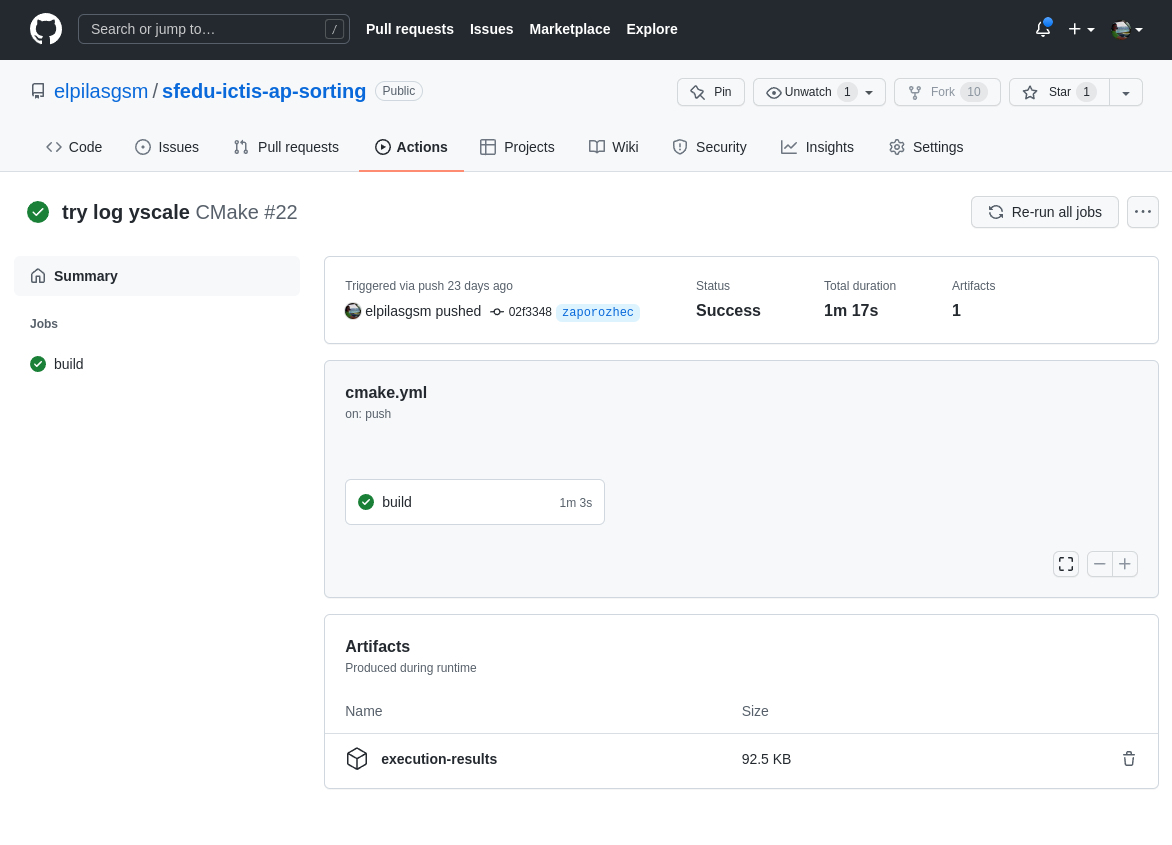 Search or jump to… /
Pull requests Issues Marketplace Explore
elpilasgsm / sfedu-ictis-ap-sorting Public
Pin Unwatch 1 Fork 10 Star 1
Code Issues Pull requests Actions Projects Wiki Security Insights Settings
try log yscale CMake #22
Re-run all jobs
Summary
Jobs
build
Triggered via push 23 days ago
elpilasgsm pushed 02f3348 zaporozhec
Status
Success
Total duration
1m 17s
Artifacts
1
cmake.yml
on: push
build 1m 3s
Artifacts
Produced during runtime
Name Size
execution-results 92.5 KB